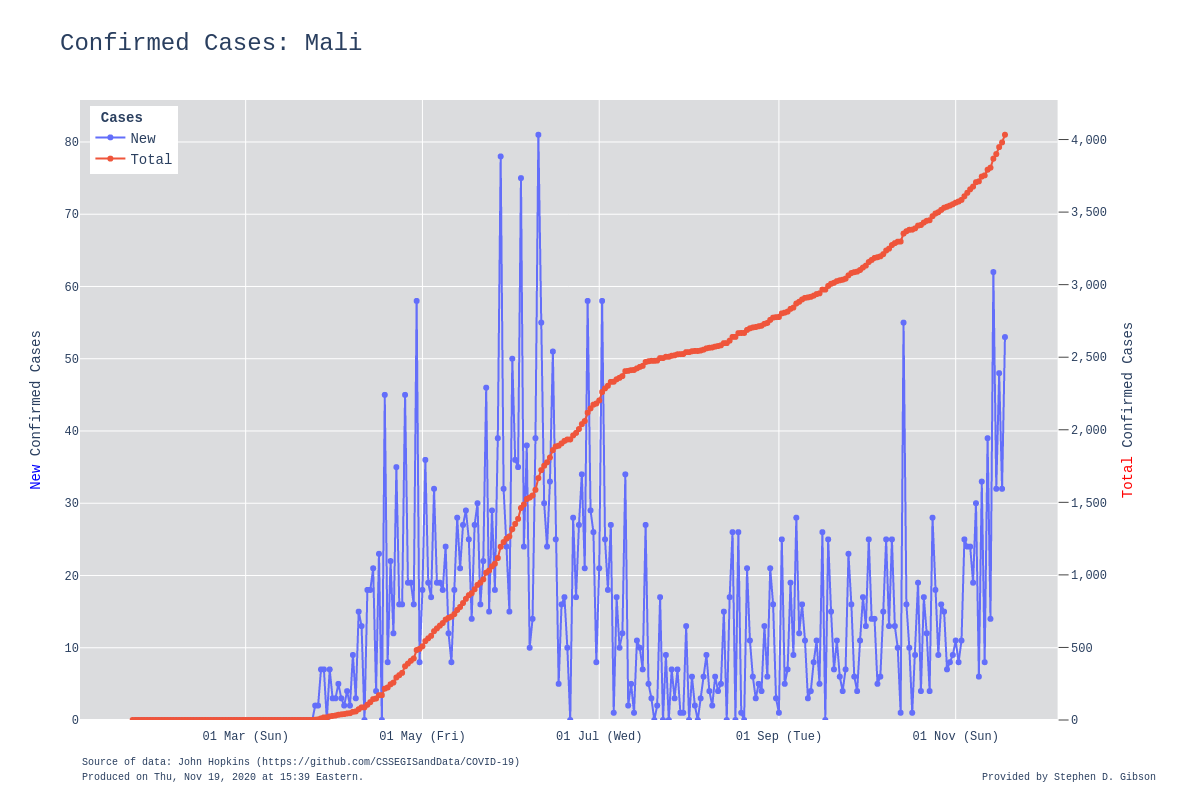 Confirmed Cases: Mali
Cases
New
Total
80
70
60
50
40
30
20
10
0
4,000
3,500
3,000
2,500
2,000
1,500
1,000
500
0
New Confirmed Cases
Total Confirmed Cases
01 Mar (Sun) 01 May (Fri) 01 Jul (Wed) 01 Sep (Tue) 01 Nov (Sun)
Source of data: John Hopkins (https://github.com/CSSEGISandData/COVID-19)
Produced on Thu, Nov 19, 2020 at 15:39 Eastern.
Provided by Stephen D. Gibson